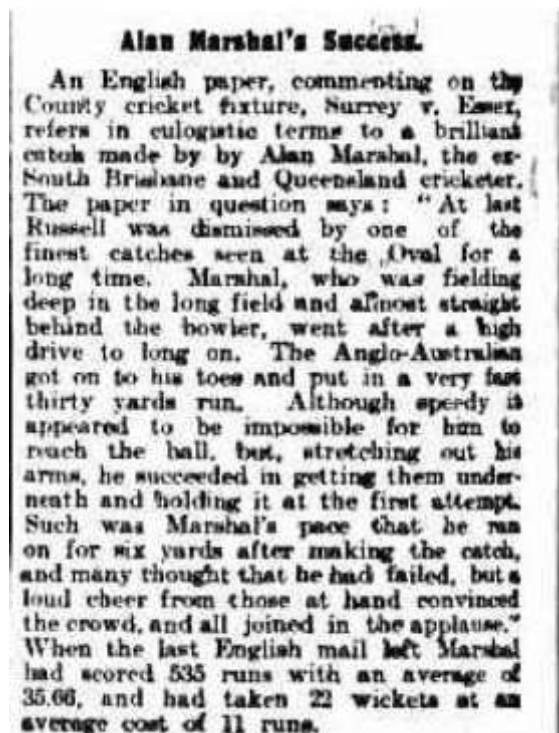 Alan Marshal's Success.
An English paper, commenting on the
County cricket fixture, Surrey v. Essex,
refers in eulogistic terms to a brilliant
catch made by by Alan Marshal, the ex-
South Brisbane and Queensland cricketer.
The paper in question says: "At last
Russell was dismissed by one of the
finest catches seen at the Oval for a
long time. Marshal, who was fielding
deep in the long field and almost straight
behind the bowler, went after a high
drive to long on. The Anglo-Australian
got on to his toes and put in a very fast
thirty yards run. Although speedy it
appeared to be impossible for him to
reach the ball, but, stretching out his
arms, he succeeded in getting them under-
neath and holding it at the first attempt.
Such was Marshal's pace that he ran
on for six yards after making the catch,
and many thought that he had failed, but a
loud cheer from those at hand convinced
the crowd, and all joined in the applause."
When the last English mail left Marshal
had scored 535 runs with an average of
35.66, and had taken 22 wickets at an
average cost of 11 runs.